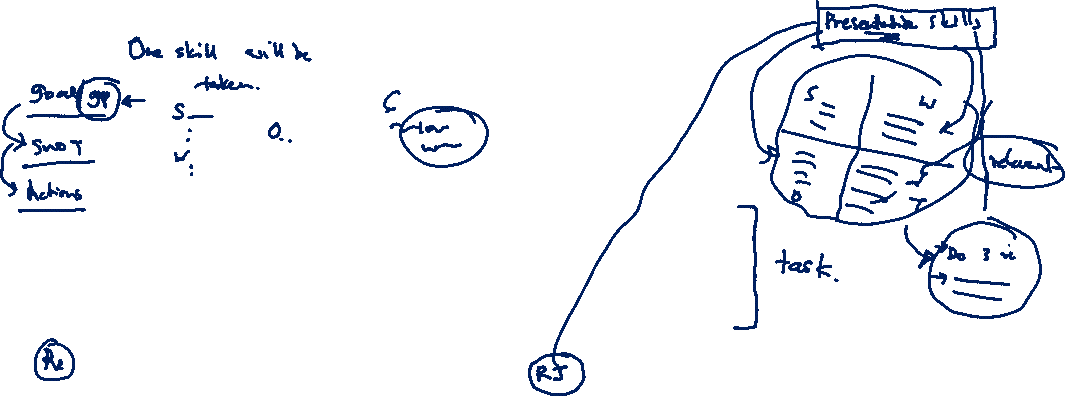 Presentation skills
One skill will be
taken.
Goal gp
S
W
SWOT
O..
W
Actions
relevant
O
T
Do 3
task.
Re
RJ